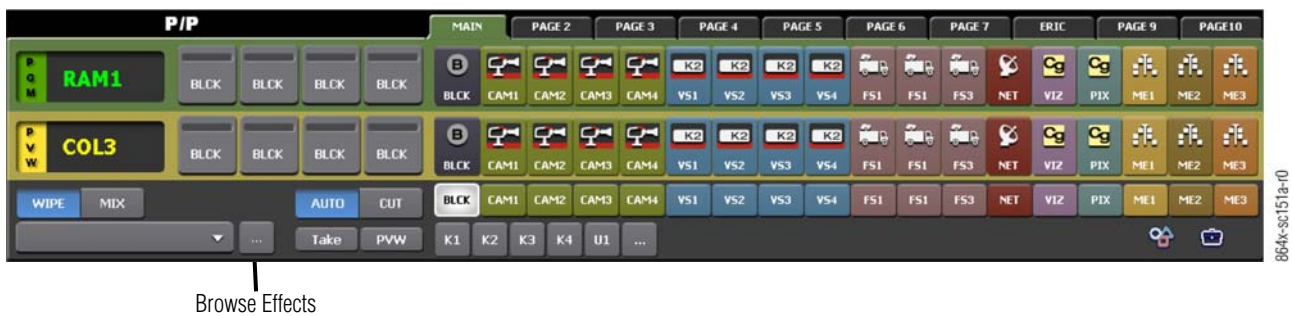 P/P MAIN PAGE 2 PAGE 3 PAGE 4 PAGE 5 PAGE 6 PAGE 7 ERIC PAGE 9 PAGE10
PGM RAM1 BLCK BLCK BLCK BLCK B K2 K2 K2 K2 Cg Cg
BLCK CAM1 CAM2 CAM3 CAM4 VS1 VS2 VS3 VS4 FS1 FS1 FS3 NET VIZ PIX ME1 ME2 ME3
PVW COL3 BLCK BLCK BLCK BLCK B K2 K2 K2 K2 Cg Cg
BLCK CAM1 CAM2 CAM3 CAM4 VS1 VS2 VS3 VS4 FS1 FS1 FS3 NET VIZ PIX ME1 ME2 ME3
WIPE MIX AUTO CUT BLCK CAM1 CAM2 CAM3 CAM4 VS1 VS2 VS3 VS4 FS1 FS1 FS3 NET VIZ PIX ME1 ME2 ME3
... Take PVW K1 K2 K3 K4 U1 ...
Browse Effects
864x-sc151a-r0